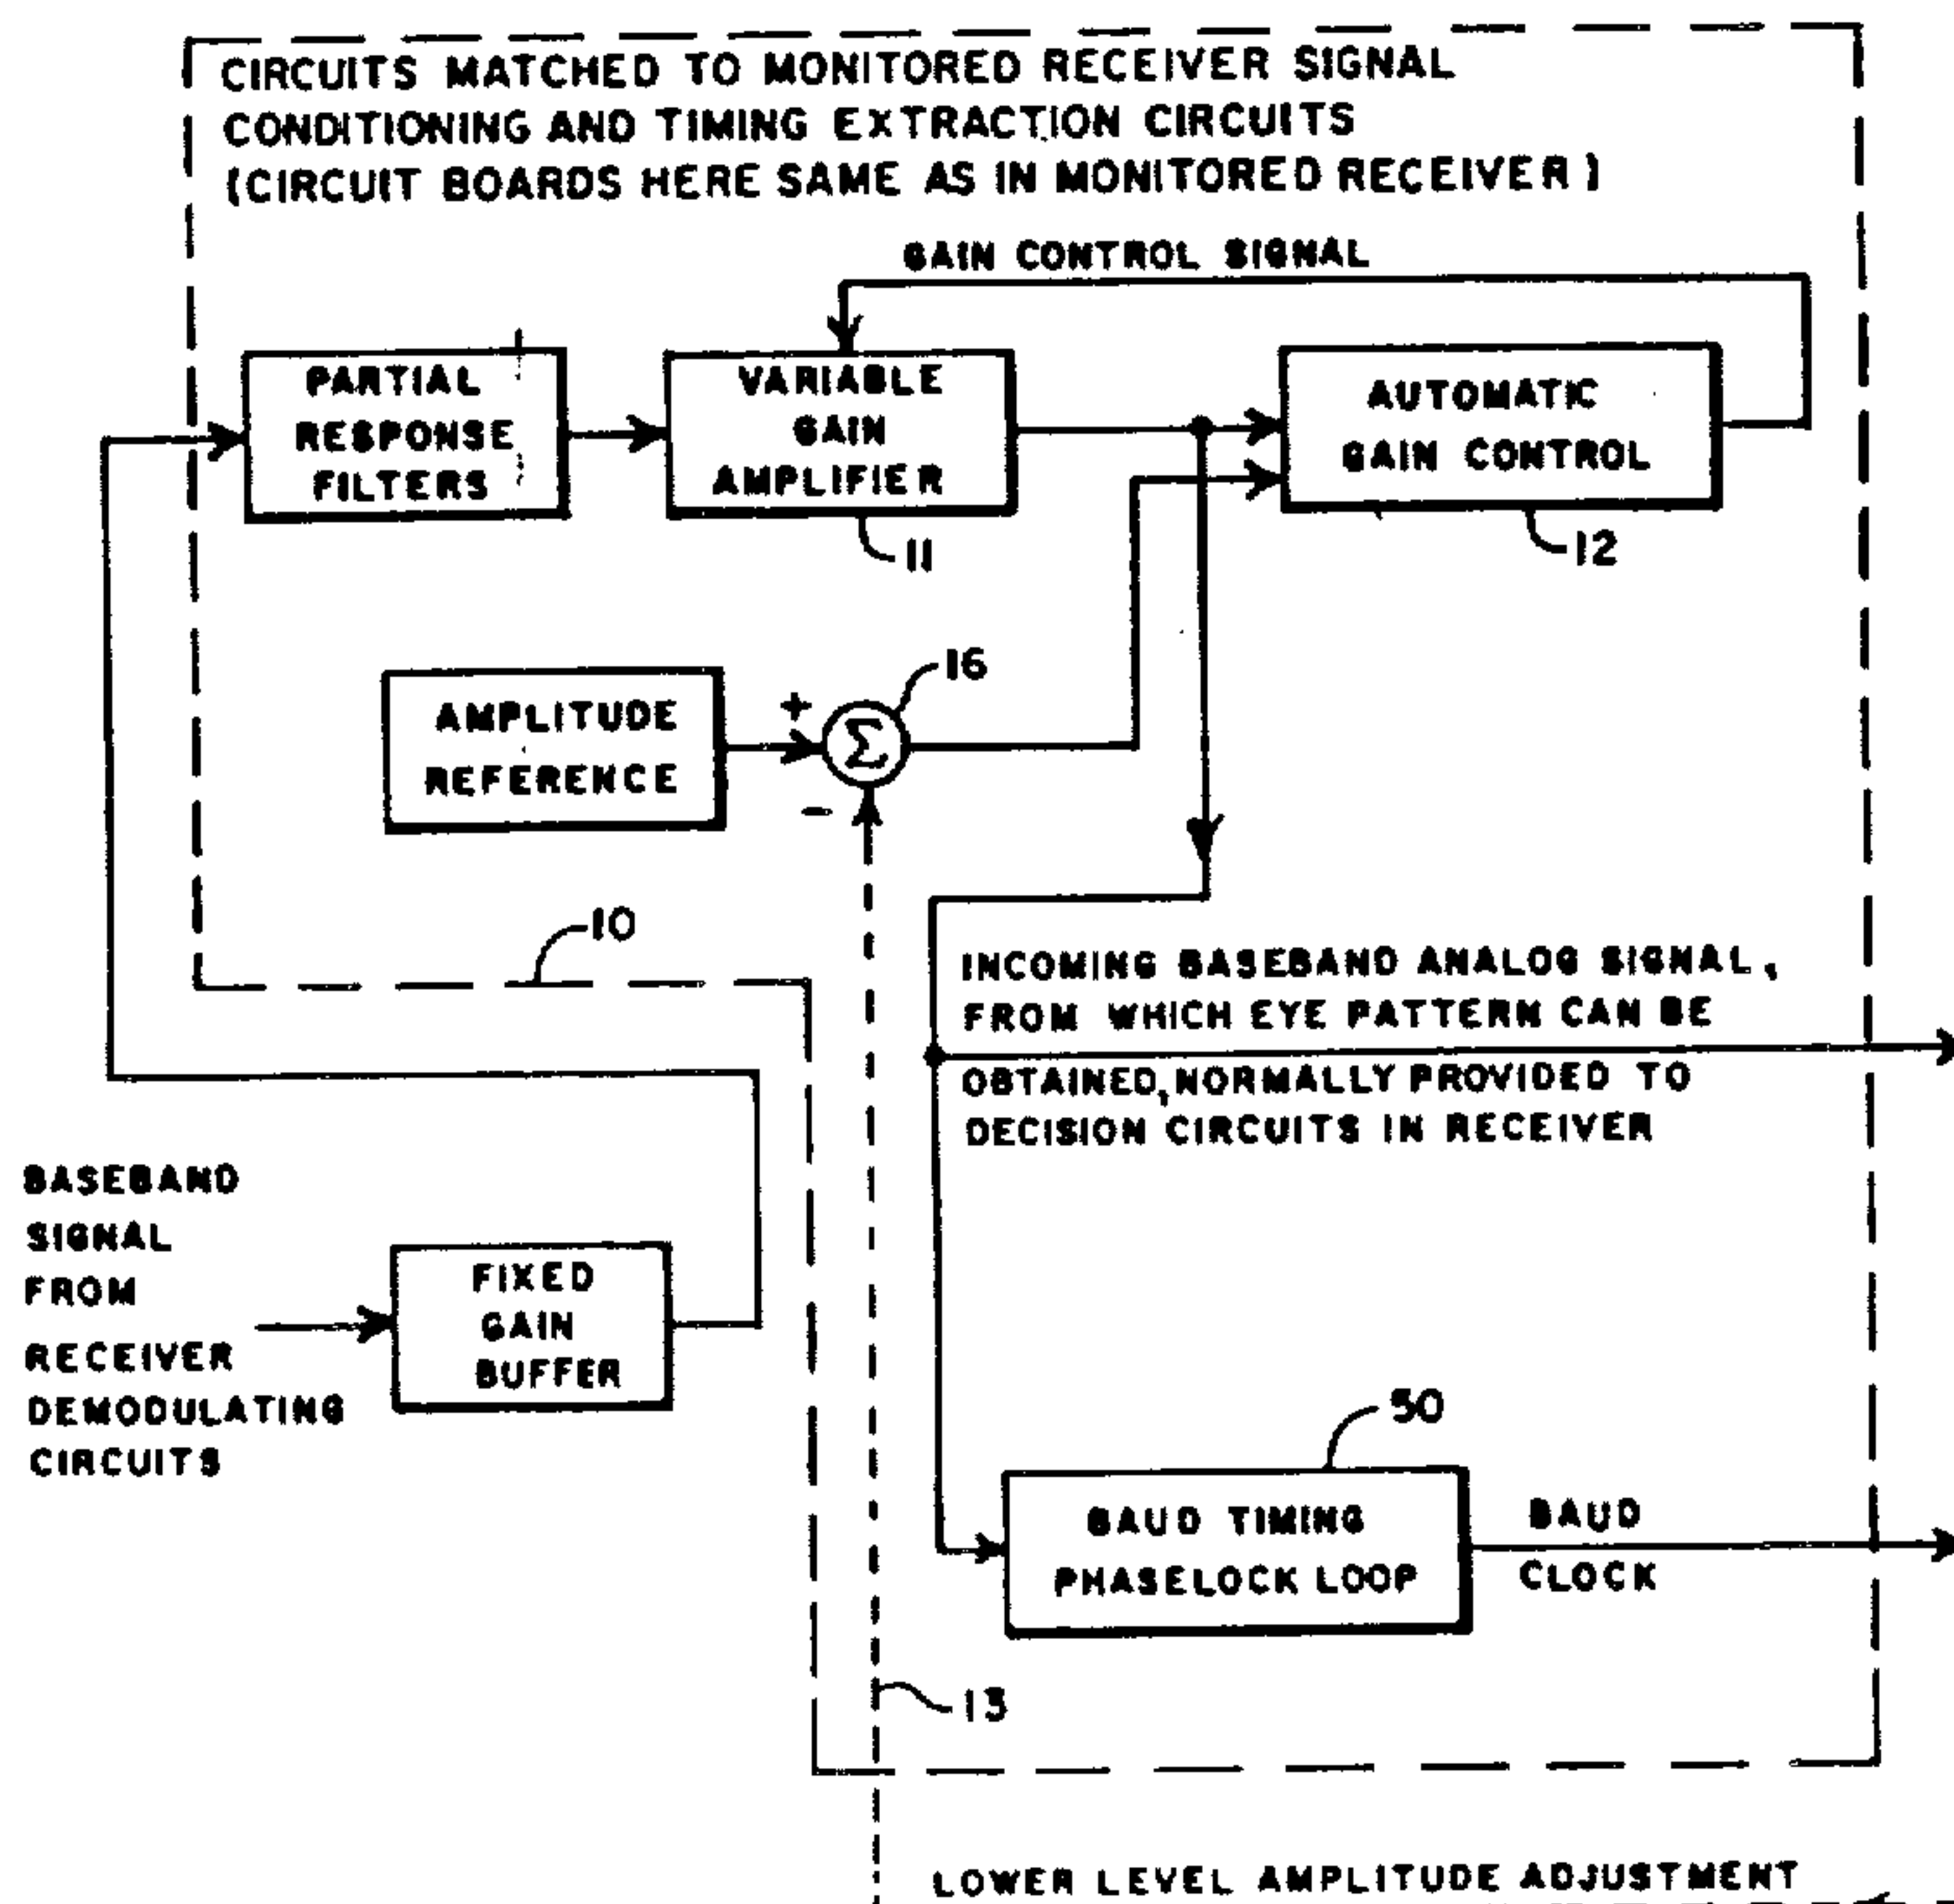 CIRCUITS MATCHED TO MONITORED RECEIVER SIGNAL
CONDITIONING AND TIMING EXTRACTION CIRCUITS
(CIRCUIT BOARDS HERE SAME AS IN MONITORED RECEIVER)
GAIN CONTROL SIGNAL
PARTIAL
RESPONSE
FILTERS
VARIABLE
GAIN
AMPLIFIER
11
AUTOMATIC
GAIN CONTROL
12
AMPLITUDE
REFERENCE
+
Σ
-
16
10
INCOMING BASEBAND ANALOG SIGNAL,
FROM WHICH EYE PATTERN CAN BE
OBTAINED, NORMALLY PROVIDED TO
DECISION CIRCUITS IN RECEIVER
BASEBAND
SIGNAL
FROM
RECEIVER
DEMODULATING
CIRCUITS
FIXED
GAIN
BUFFER
50
BAUD TIMING
PHASELOCK LOOP
BAUD
CLOCK
13
LOWER LEVEL AMPLITUDE ADJUSTMENT